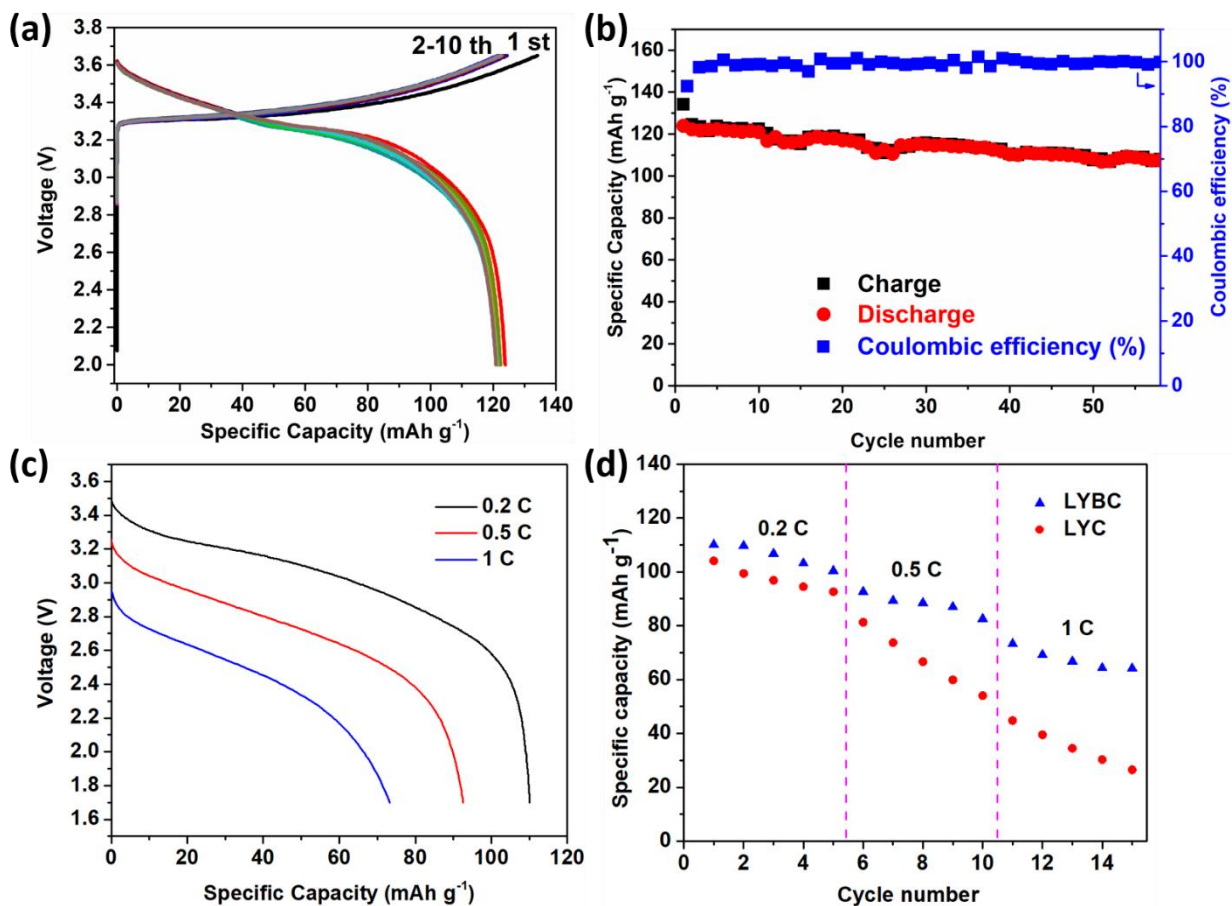 (a)
2-10 th 1 st
3.8
3.6
3.4
3.2
3.0
2.8
2.6
2.4
2.2
2.0
Voltage (V)
0 20 40 60 80 100 120 140
Specific Capacity (mAh g⁻¹)
(b)
160
140
120
100
80
60
40
20
0
Specific Capacity (mAh g⁻¹)
100
80
60
40
20
0
Coulombic efficiency (%)
Charge
Discharge
Coulombic efficiency (%)
0 10 20 30 40 50
Cycle number
(c)
3.6
3.4
3.2
3.0
2.8
2.6
2.4
2.2
2.0
1.8
1.6
Voltage (V)
0.2 C
0.5 C
1 C
0 20 40 60 80 100 120
Specific Capacity (mAh g⁻¹)
(d)
140
120
100
80
60
40
20
0
Specific capacity (mAh g⁻¹)
LYBC
LYC
0.2 C
0.5 C
1 C
0 2 4 6 8 10 12 14
Cycle number